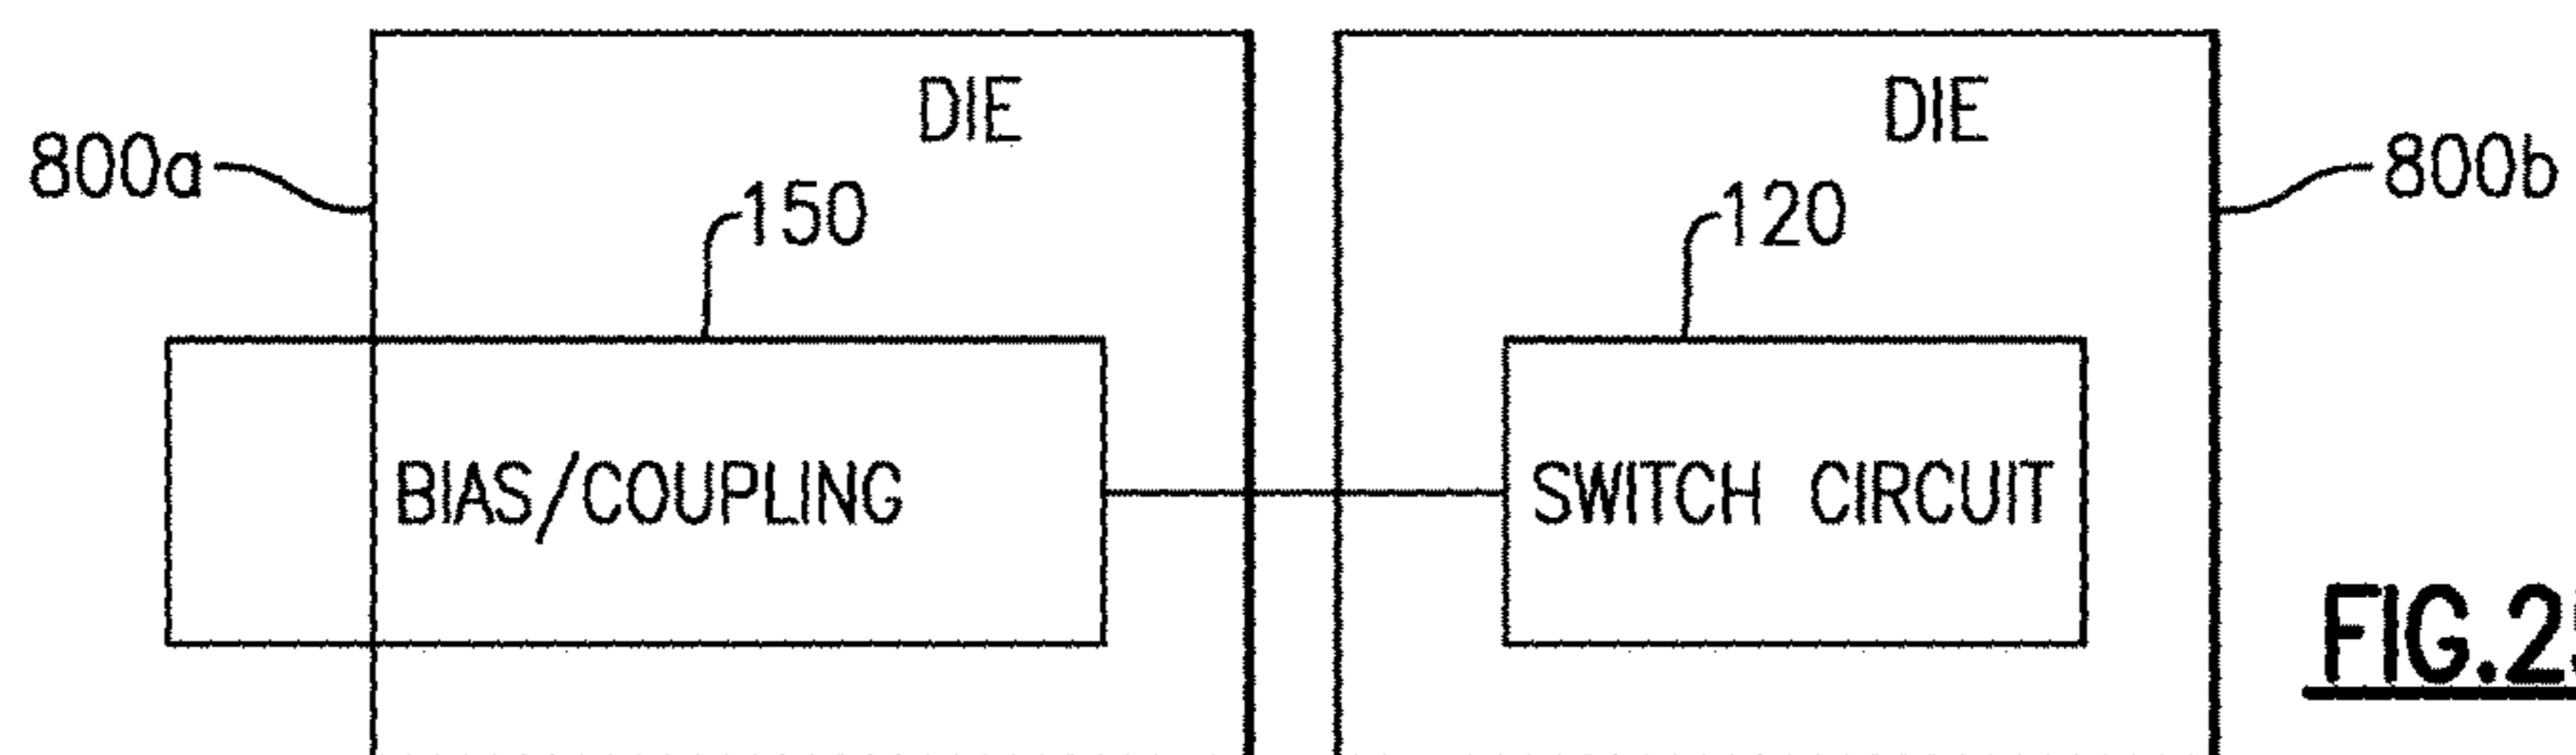 DIE
DIE
800a
800b
150
120
BIAS/COUPLING
SWITCH CIRCUIT